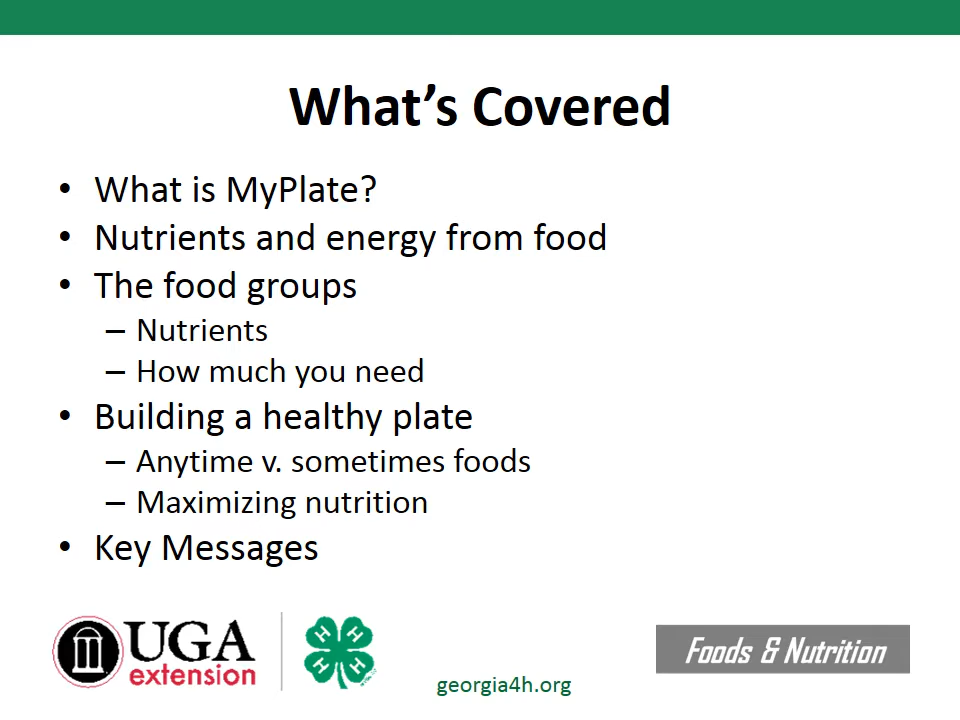 What’s Covered
• What is MyPlate?
• Nutrients and energy from food
• The food groups
– Nutrients
– How much you need
• Building a healthy plate
– Anytime v. sometimes foods
– Maximizing nutrition
• Key Messages
UGA
extension
H H
H H
georgia4h.org
Foods & Nutrition